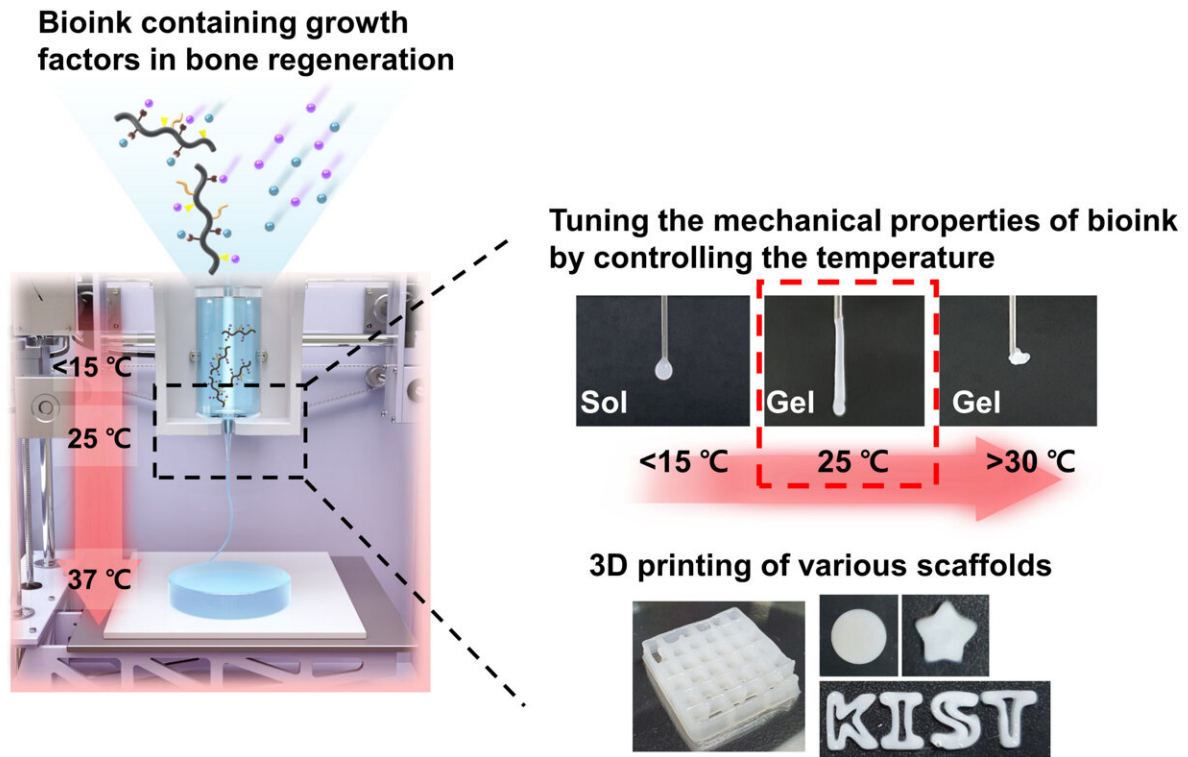 Bioink containing growth
factors in bone regeneration
<15 ℃
25 ℃
37 ℃
Tuning the mechanical properties of bioink
by controlling the temperature
Sol
Gel
Gel
<15 ℃
25 ℃
>30 ℃
3D printing of various scaffolds
KIST